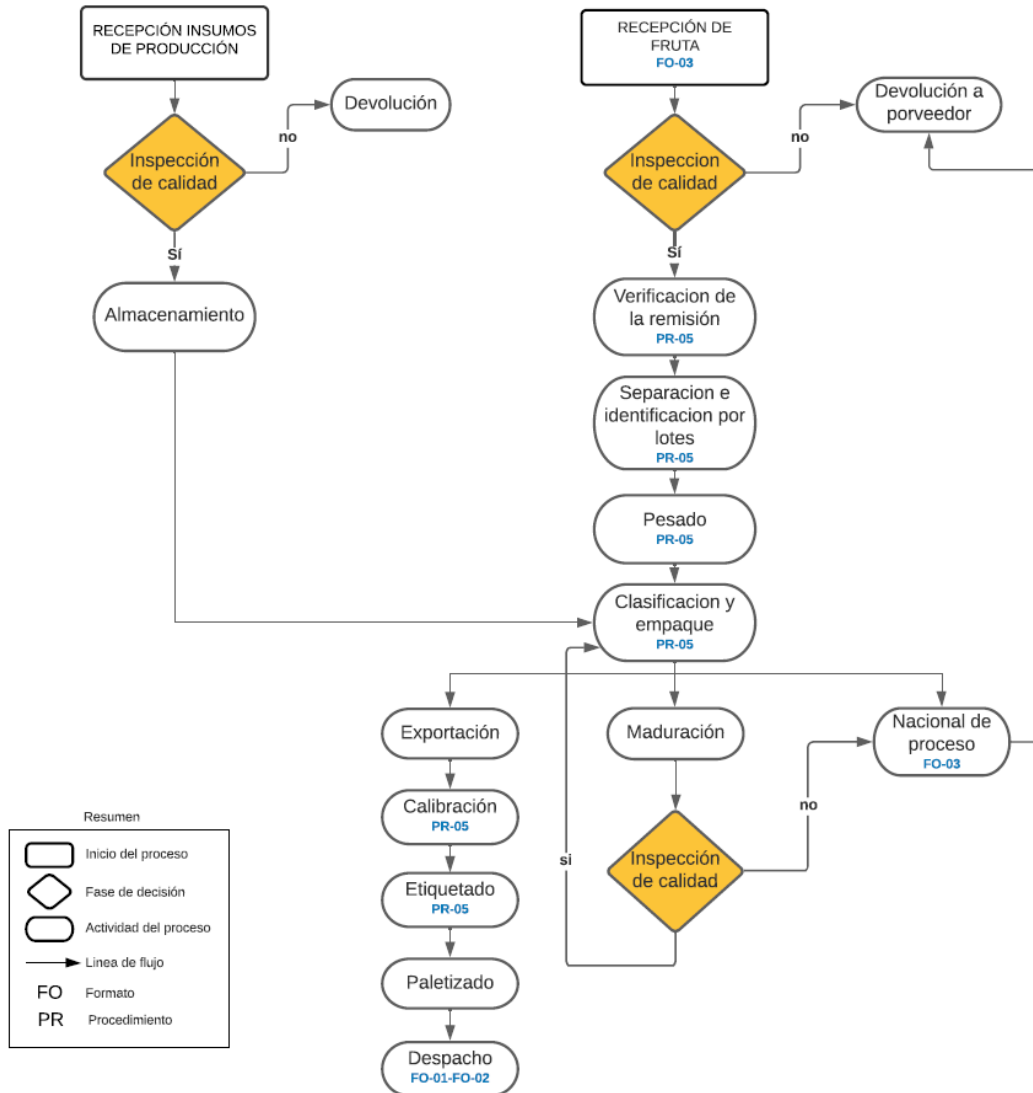 RECEPCIÓN INSUMOS
DE PRODUCCIÓN
RECEPCIÓN DE
FRUTA
FO-03
Devolución
Devolución a
porveedor
no
no
Inspección
de calidad
Inspeccion
de calidad
Sí
Sí
Almacenamiento
Verificacion de
la remisión
PR-05
Separacion e
identificacion por
lotes
PR-05
Pesado
PR-05
Clasificacion y
empaque
PR-05
Exportación
Maduración
Nacional de
proceso
FO-03
Calibración
PR-05
no
si
Inspección
de calidad
Etiquetado
PR-05
Paletizado
Despacho
FO-01-FO-02
Resumen
Inicio del proceso
Fase de decisión
Actividad del proceso
Linea de flujo
FO Formato
PR Procedimiento